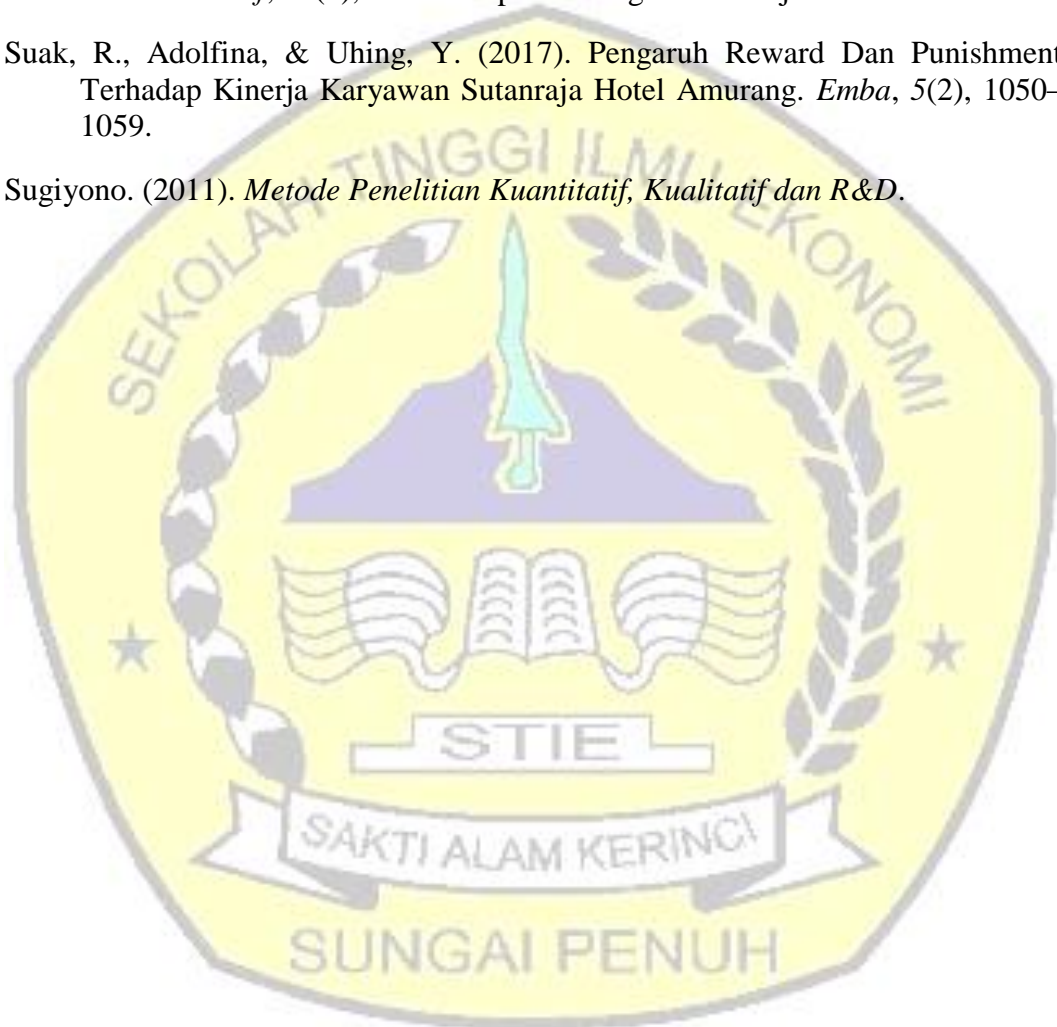 Suak, R., Adolfina, & Uhing, Y. (2017). Pengaruh Reward Dan Punishment
Terhadap Kinerja Karyawan Sutanraja Hotel Amurang. Emba, 5(2), 1050–
1059.
Sugiyono. (2011). Metode Penelitian Kuantitatif, Kualitatif dan R&D.
SEKOLAH TINGGI ILMU EKONOMI
STIE
SAKTI ALAM KERINCI
SUNGAI PENUH